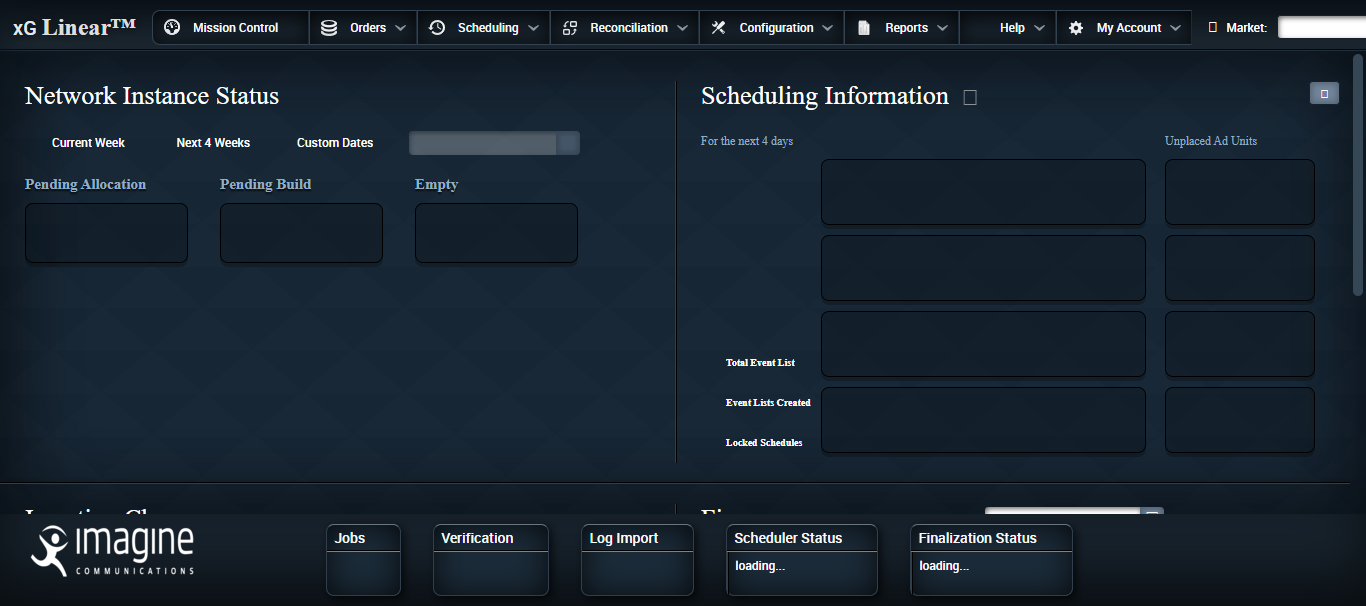 xG Linear™ Mission Control Orders Scheduling Reconciliation Configuration Reports Help My Account Market:
Network Instance Status
Current Week Next 4 Weeks Custom Dates
Pending Allocation Pending Build Empty
Scheduling Information
For the next 4 days Unplaced Ad Units
Total Event List
Event Lists Created
Locked Schedules
imagine
COMMUNICATIONS
Jobs Verification Log Import Scheduler Status Finalization Status
loading... loading...